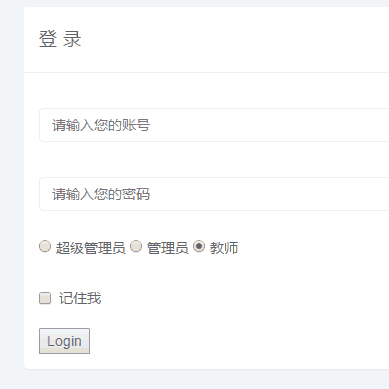 登 录
请输入您的账号
请输入您的密码
超级管理员 管理员 教师
记住我
Login